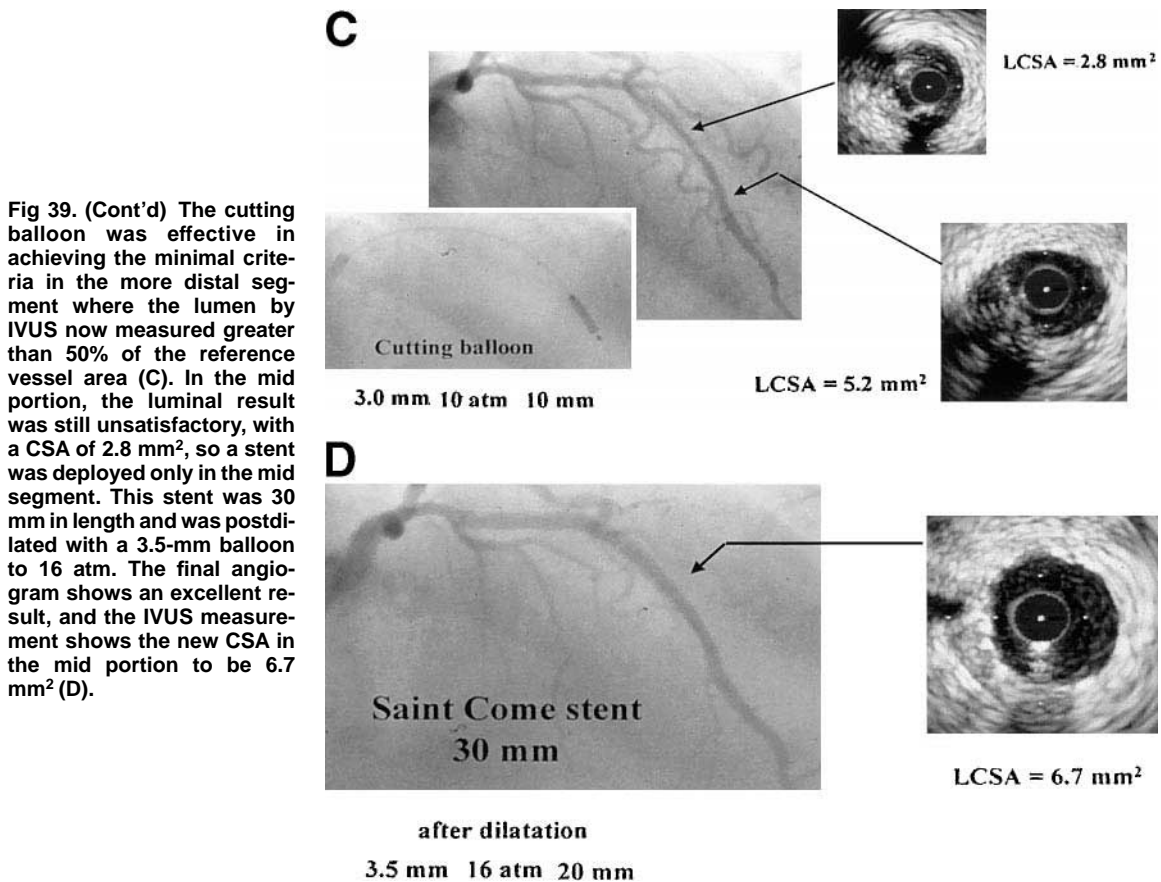 Fig 39. (Cont'd) The cutting
balloon was effective in
achieving the minimal crite-
ria in the more distal seg-
ment where the lumen by
IVUS now measured greater
than 50% of the reference
vessel area (C). In the mid
portion, the luminal result
was still unsatisfactory, with
a CSA of 2.8 mm², so a stent
was deployed only in the mid
segment. This stent was 30
mm in length and was postdi-
lated with a 3.5-mm balloon
to 16 atm. The final angio-
gram shows an excellent re-
sult, and the IVUS measure-
ment shows the new CSA in
the mid portion to be 6.7
mm² (D).
C
LCSA = 2.8 mm²
Cutting balloon
3.0 mm 10 atm 10 mm
LCSA = 5.2 mm²
D
Saint Come stent
30 mm
LCSA = 6.7 mm²
after dilatation
3.5 mm 16 atm 20 mm